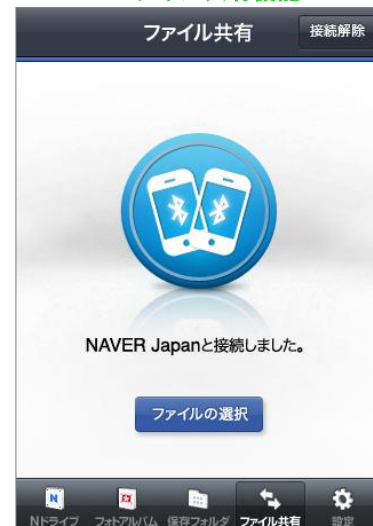 ファイル共有
接続解除
NAVER Japanと接続しました。
ファイルの選択
N
Nドライブ フォトアルバム 保存フォルダ ファイル共有 設定